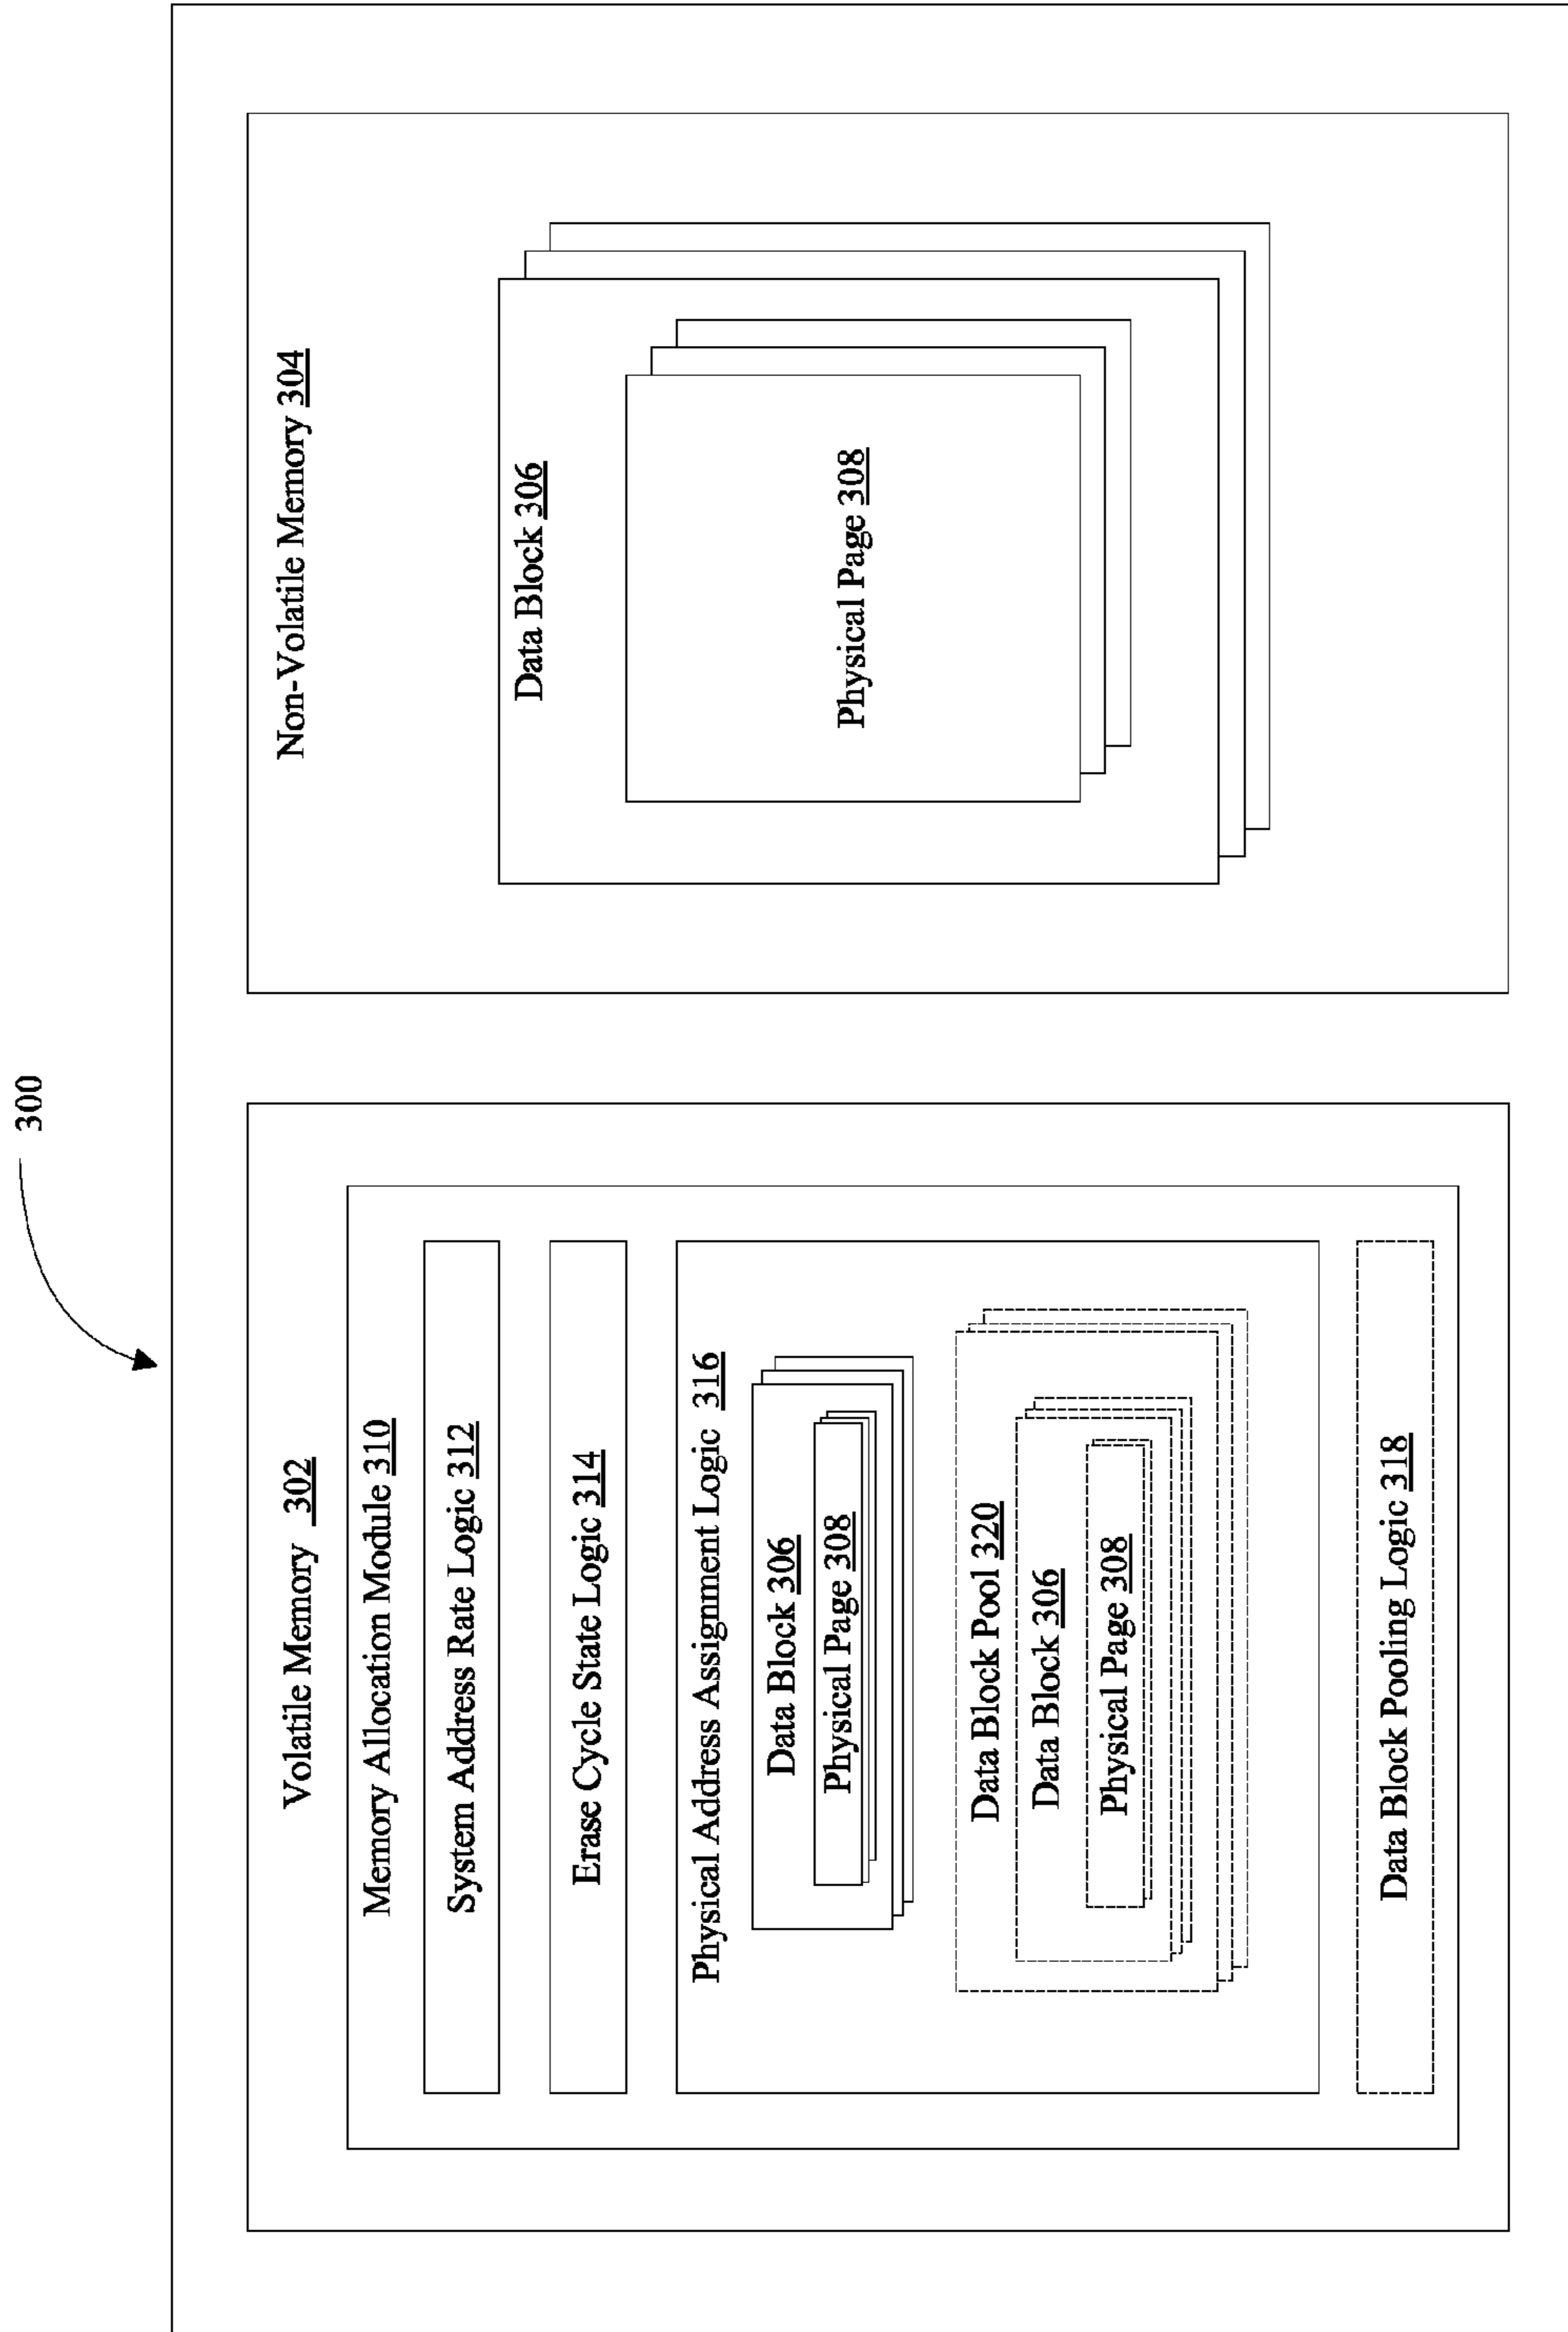 300
Volatile Memory 302
Memory Allocation Module 310
System Address Rate Logic 312
Erase Cycle State Logic 314
Physical Address Assignment Logic 316
Data Block 306
Physical Page 308
Data Block Pool 320
Data Block 306
Physical Page 308
Data Block Pooling Logic 318
Non-Volatile Memory 304
Data Block 306
Physical Page 308